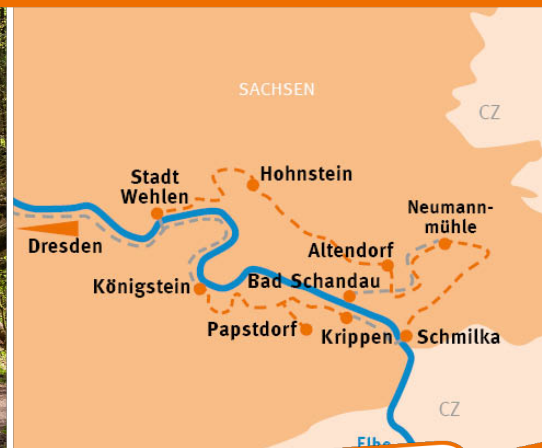 SACHSEN
CZ
Stadt
Wehlen
Hohnstein
Neumann-
mühle
Dresden
Altendorf
Königstein
Bad Schandau
Papstdorf
Krippen
Schmilka
CZ
Elbe